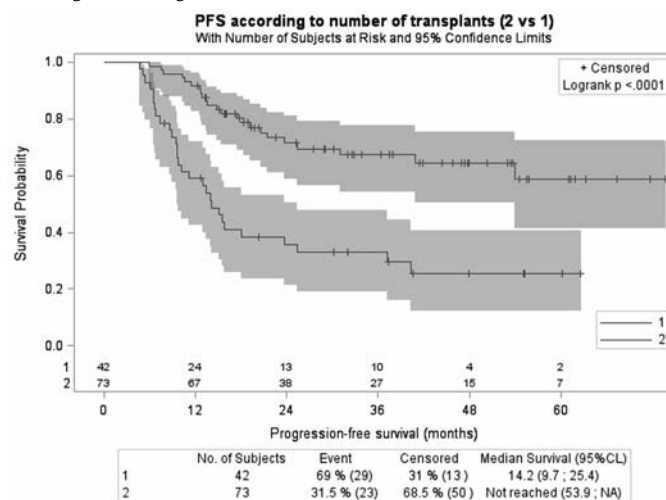 PFS according to number of transplants (2 vs 1)
With Number of Subjects at Risk and 95% Confidence Limits
+ Censored
Logrank p <.0001
1.0
0.8
0.6
0.4
0.2
0.0
Survival Probability
1
2
1 42 24 13 10 4 2
2 73 67 38 27 15 7
0 12 24 36 48 60
Progression-free survival (months)
No. of Subjects Event Censored Median Survival (95%CL)
1 42 69 % (29) 31 % (13 ) 14.2 (9.7 ; 25.4)
2 73 31.5 % (23) 68.5 % (50 ) Not reached (53.9 ; NA)